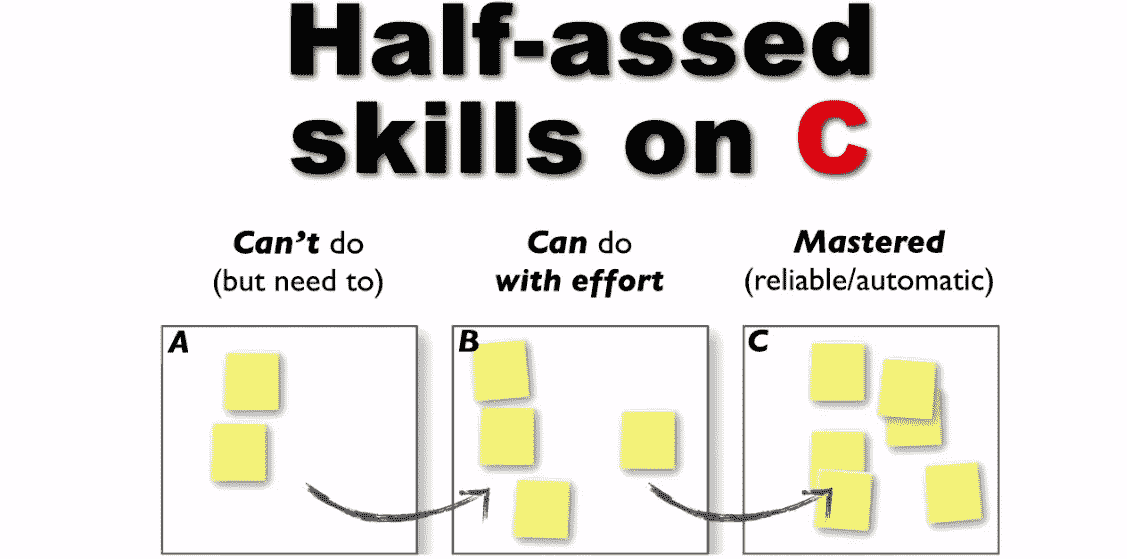 Half-assed
skills on C
Can't do
(but need to)
Can do
with effort
Mastered
(reliable/automatic)
A
B
C